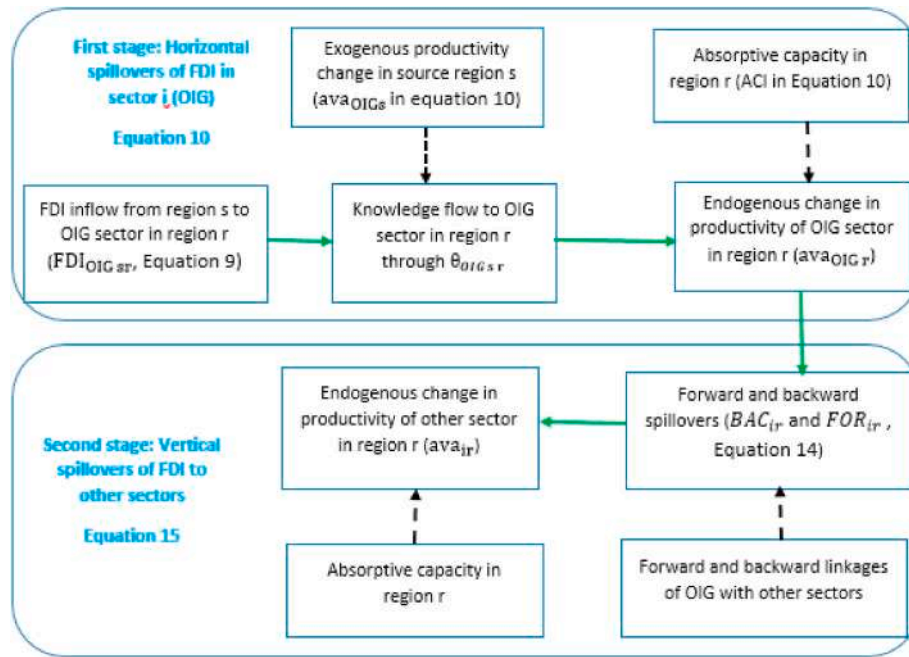 First stage: Horizontal
spillovers of FDI in
sector i (OIG)
Equation 10
Exogenous productivity
change in source region s
(ava_OIGs in equation 10)
Absorptive capacity in
region r (ACI in Equation 10)
FDI inflow from region s to
OIG sector in region r
(FDI_OIG sr, Equation 9)
Knowledge flow to OIG
sector in region r
through θ_OIG s r
Endogenous change in
productivity of OIG sector
in region r (ava_OIG r)
Second stage: Vertical
spillovers of FDI to
other sectors
Equation 15
Endogenous change in
productivity of other sector
in region r (ava_ir)
Forward and backward
spillovers (BAC_ir and FOR_ir ,
Equation 14)
Absorptive capacity in
region r
Forward and backward linkages
of OIG with other sectors